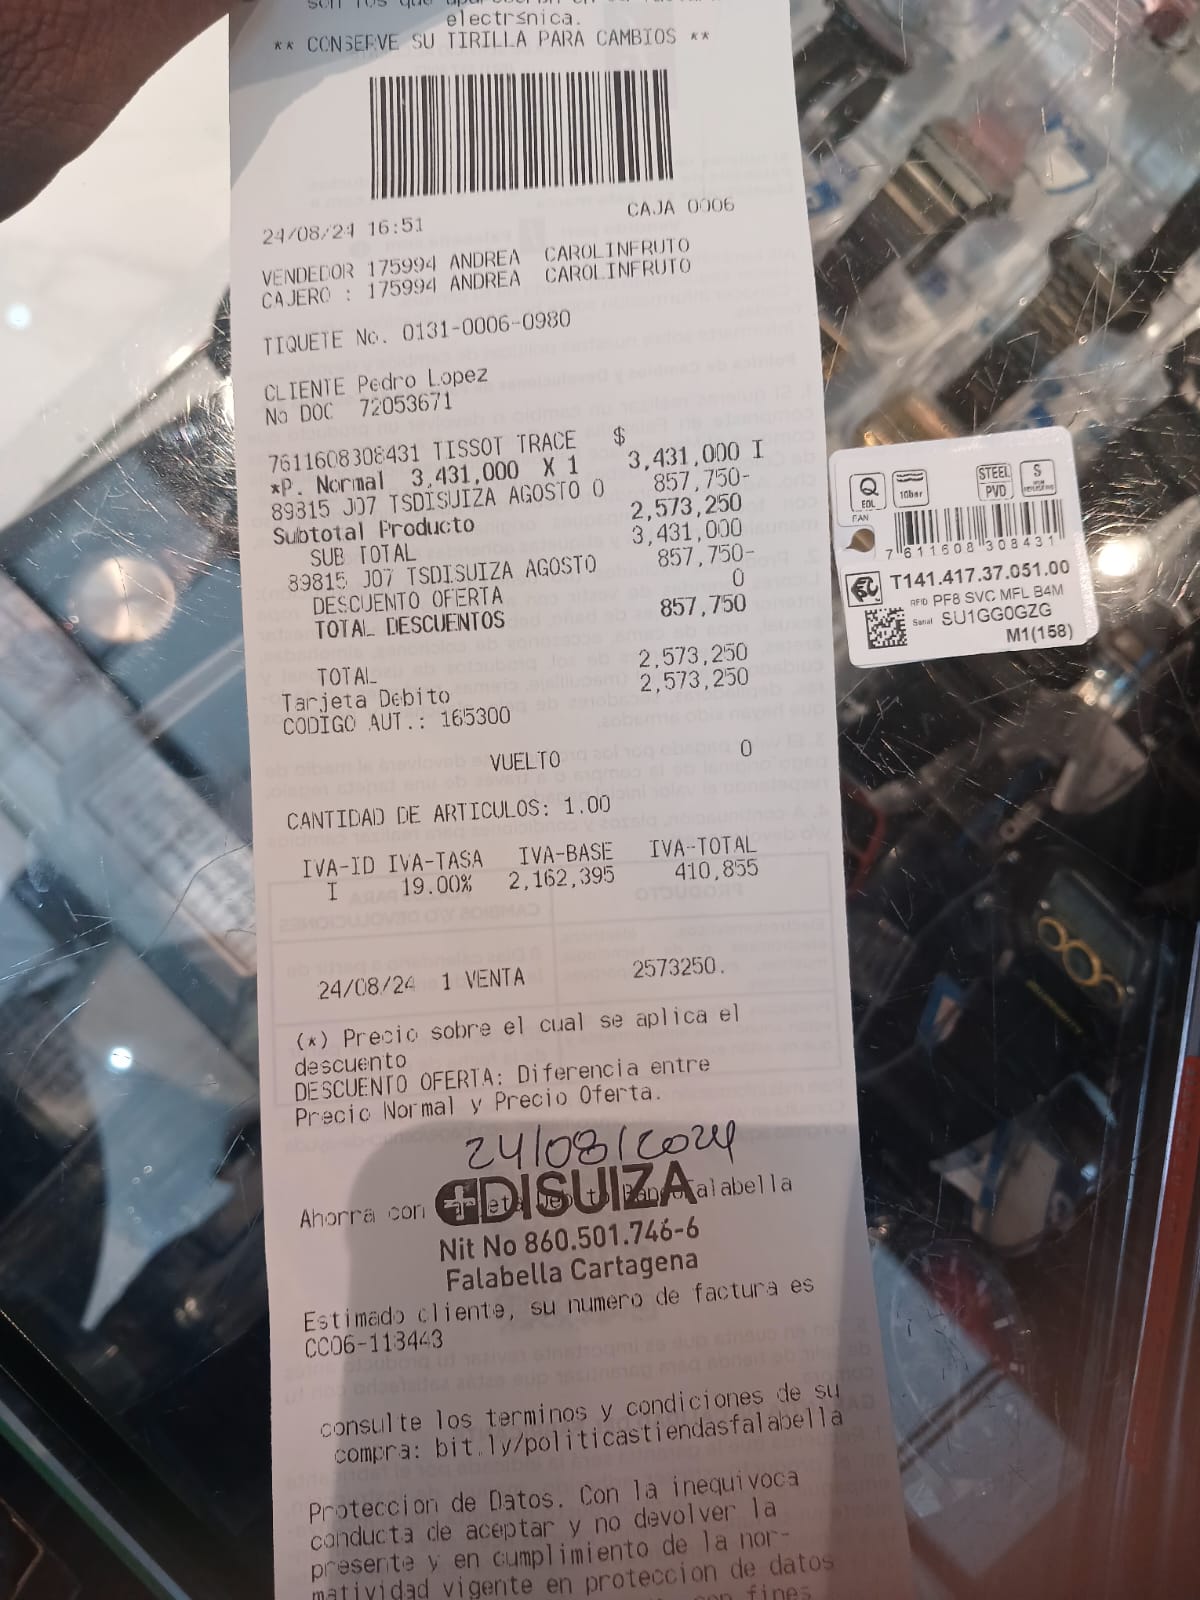 electrsnica.
** CONSERVE SU TIRILLA PARA CAMBIOS **
24/08/24 16:51 CAJA 0006
VENDEDOR 175994 ANDREA CAROLINFRUTO
CAJERO : 175994 ANDREA CAROLINFRUTO
TIQUETE No. 0131-0006-0980
CLIENTE Pedro Lopez
No DOC 72053671
7611608308431 TISSOT TRACE $
*P. Normal 3,431,000 X 1 3,431,000 I
89815 J07 TSDISUIZA AGOSTO 0 857,750-
Subtotal Producto 2,573,250
SUB TOTAL 3,431,000
89815 J07 TSDISUIZA AGOSTO 857,750-
DESCUENTO OFERTA 0
TOTAL DESCUENTOS 857,750
TOTAL 2,573,250
Tarjeta Debito 2,573,250
CODIGO AUT.: 165300
VUELTO 0
CANTIDAD DE ARTICULOS: 1.00
IVA-ID IVA-TASA IVA-BASE IVA-TOTAL
I 19.00% 2,162,395 410,855
24/08/24 1 VENTA 2573250.
(*) Precio sobre el cual se aplica el
descuento
DESCUENTO OFERTA: Diferencia entre
Precio Normal y Precio Oferta.
24/08/2024
DISUIZA
Ahorra con Falabella
Nit No 860.501.746-6
Falabella Cartagena
Estimado cliente, su numero de factura es
CC06-113443
consulte los terminos y condiciones de su
compra: bit.ly/politicastiendasfalabella
Proteccion de Datos. Con la inequivoca
conducta de aceptar y no devolver la
presente y en cumplimiento de la nor-
matividad vigente en proteccion de datos
fines
Q
EOL
10bar
STEEL
PVD
S
EAN
7 611608 308431
T141.417.37.051.00
RFID PF8 SVC MFL B4M
Serial SU1GG0GZG
M1(158)